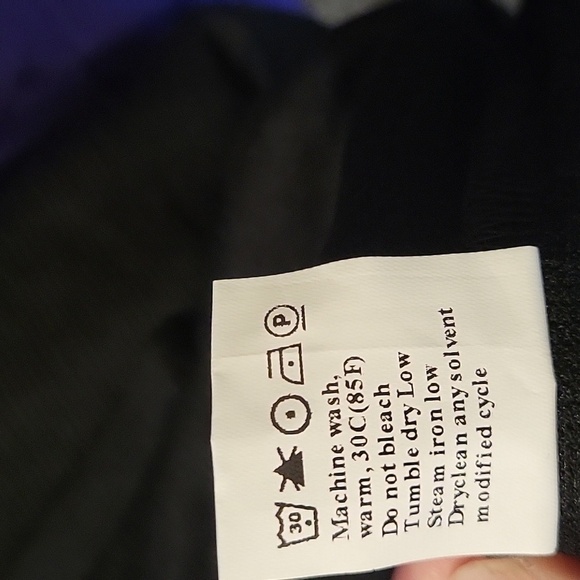 30 P
Machine wash,
warm, 30C(85F)
Do not bleach
Tumble dry Low
Steam iron low
Dryclean any solvent
modified cycle